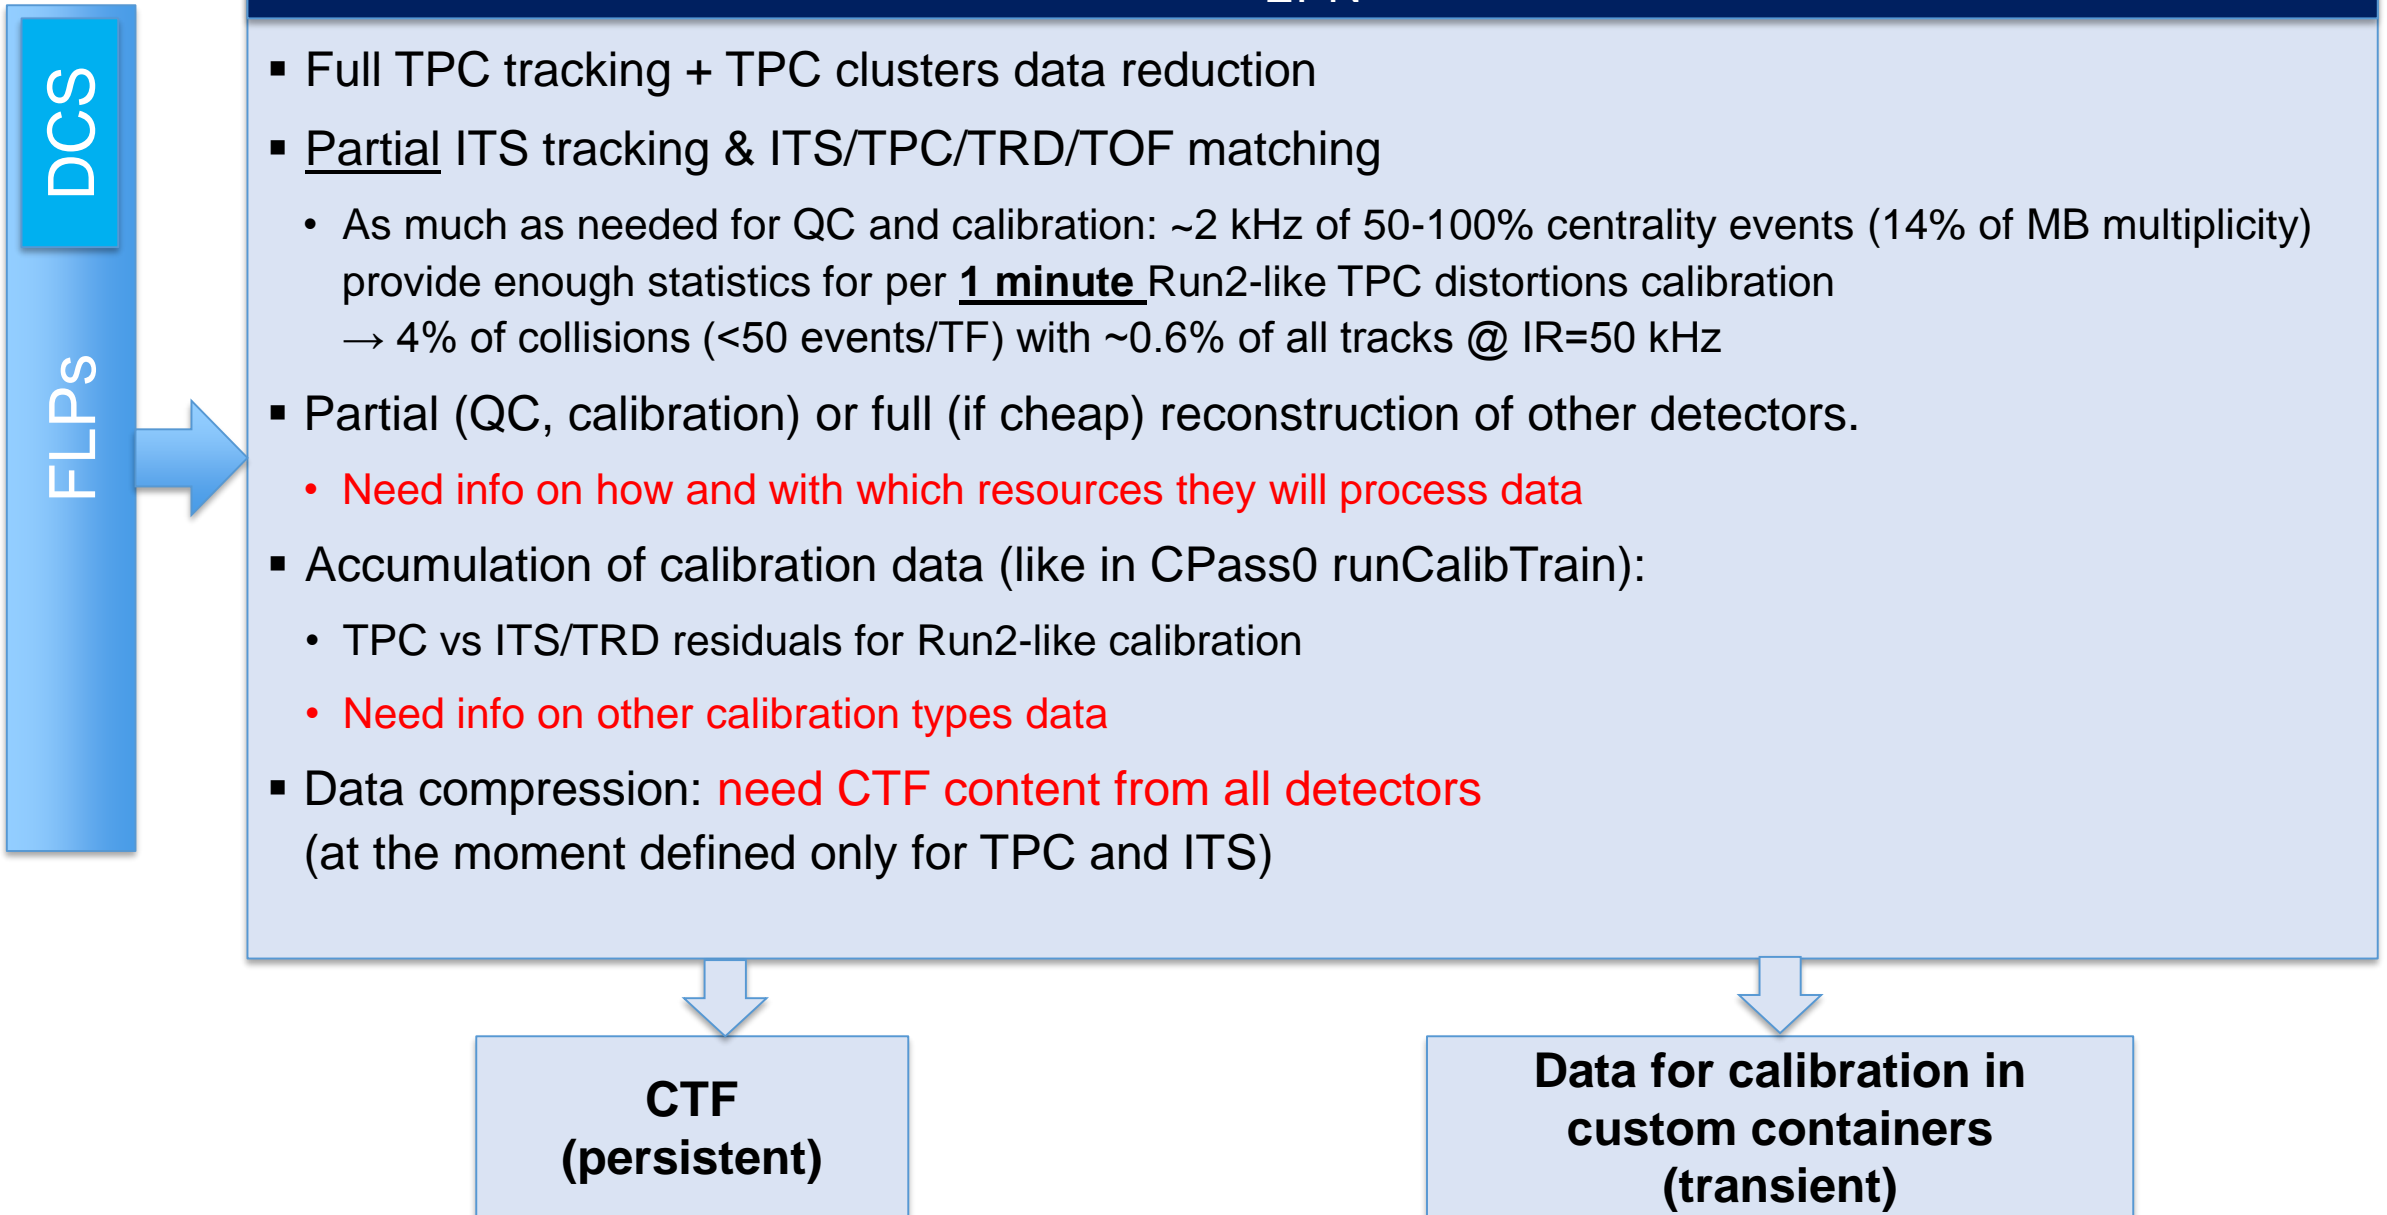 DCS
FLPs
▪ Full TPC tracking + TPC clusters data reduction
▪ Partial ITS tracking & ITS/TPC/TRD/TOF matching
• As much as needed for QC and calibration: ~2 kHz of 50-100% centrality events (14% of MB multiplicity)
provide enough statistics for per 1 minute Run2-like TPC distortions calibration
→ 4% of collisions (<50 events/TF) with ~0.6% of all tracks @ IR=50 kHz
▪ Partial (QC, calibration) or full (if cheap) reconstruction of other detectors.
• Need info on how and with which resources they will process data
▪ Accumulation of calibration data (like in CPass0 runCalibTrain):
• TPC vs ITS/TRD residuals for Run2-like calibration
• Need info on other calibration types data
▪ Data compression: need CTF content from all detectors
(at the moment defined only for TPC and ITS)
CTF
(persistent)
Data for calibration in
custom containers
(transient)